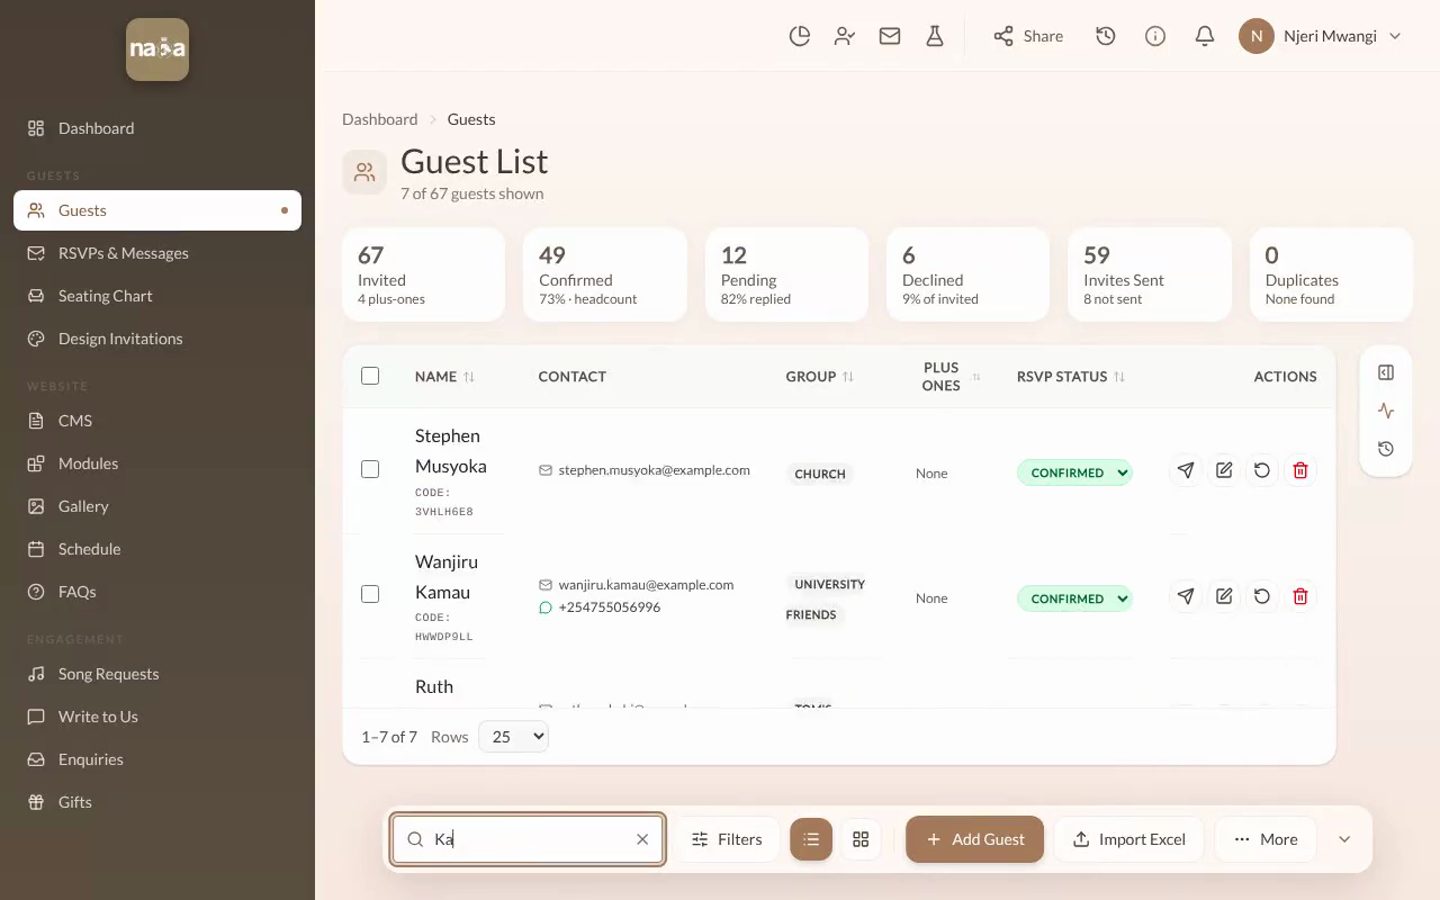 naiia
Dashboard
GUESTS
Guests
RSVPs & Messages
Seating Chart
Design Invitations
WEBSITE
CMS
Modules
Gallery
Schedule
FAQs
ENGAGEMENT
Song Requests
Write to Us
Enquiries
Gifts
Share
N
Njeri Mwangi
Dashboard > Guests
Guest List
7 of 67 guests shown
67
Invited
4 plus-ones
49
Confirmed
73% · headcount
12
Pending
82% replied
6
Declined
9% of invited
59
Invites Sent
8 not sent
0
Duplicates
None found
NAME CONTACT GROUP PLUS ONES RSVP STATUS ACTIONS
Stephen
Musyoka
CODE:
3VHLH6E8
stephen.musyoka@example.com
CHURCH
None
CONFIRMED
Wanjiru
Kamau
CODE:
HWWDP9LL
wanjiru.kamau@example.com
+254755056996
UNIVERSITY
FRIENDS
None
CONFIRMED
Ruth
TOM'S
1–7 of 7 Rows 25
Ka
Filters
+ Add Guest
Import Excel
More